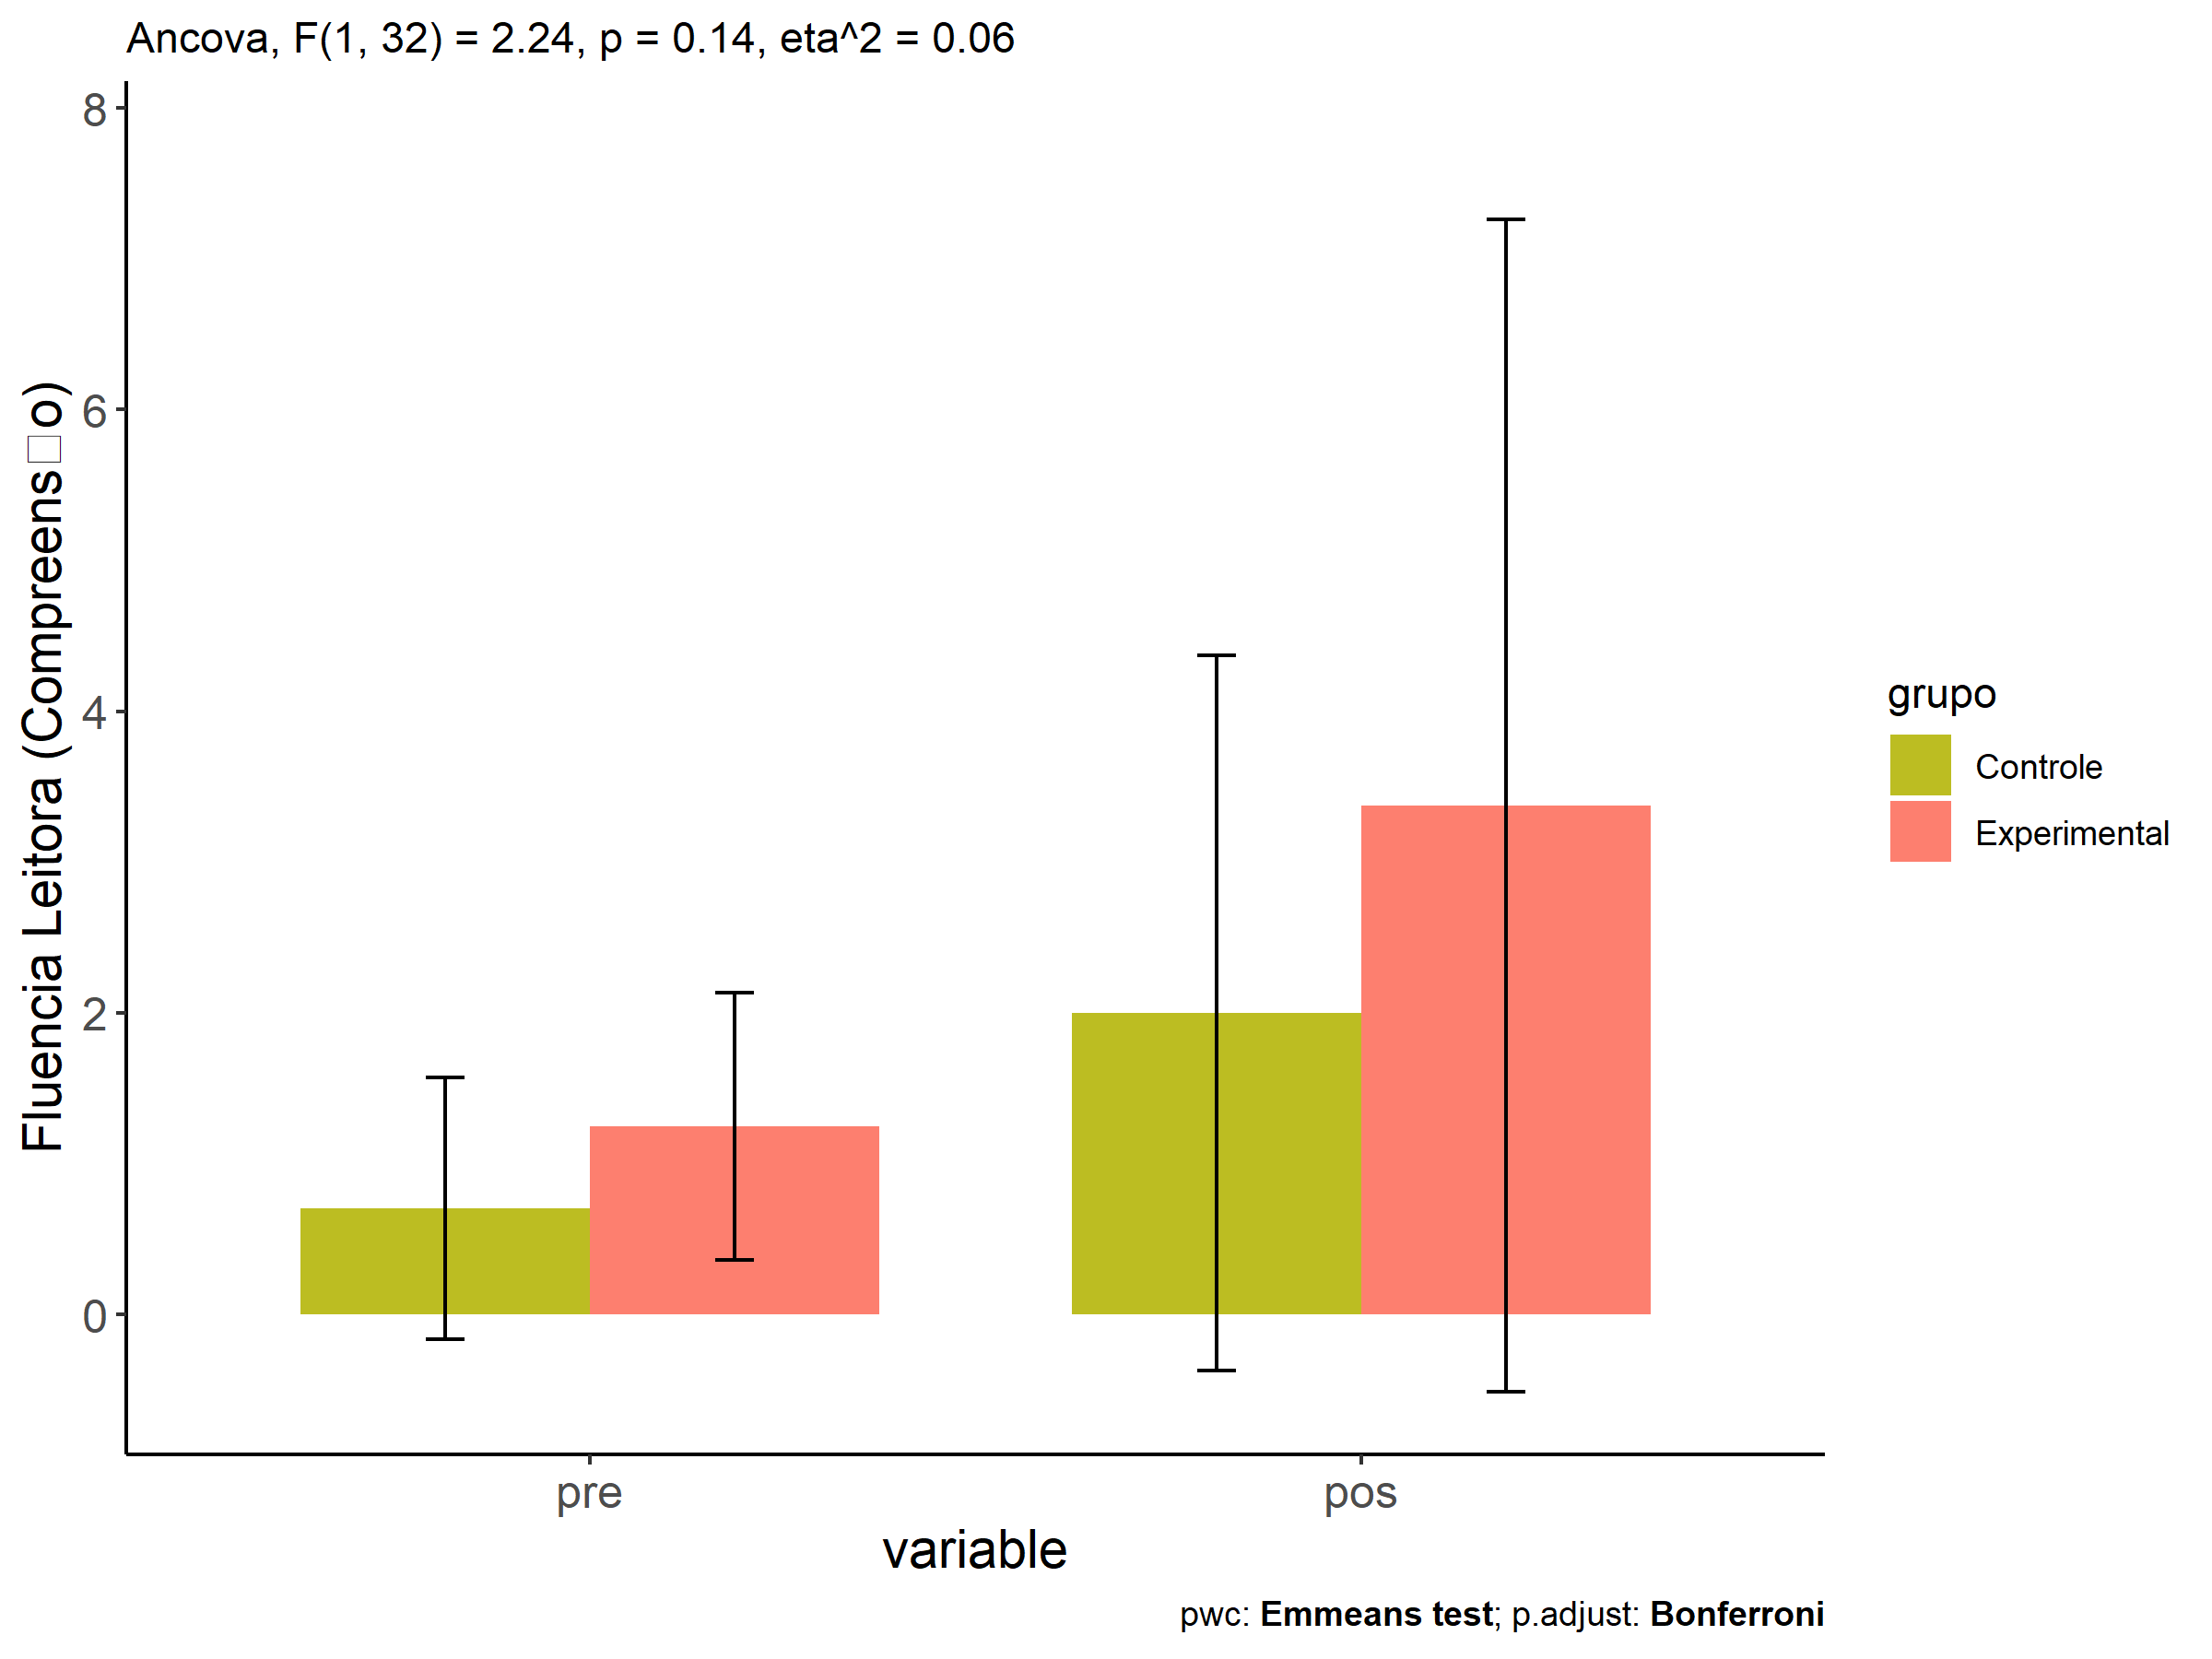 Ancova, F(1, 32) = 2.24, p = 0.14, eta^2 = 0.06
Fluencia Leitora (Compreens□o)
8
6
4
2
0
pre
pos
variable
grupo
Controle
Experimental
pwc: Emmeans test; p.adjust: Bonferroni